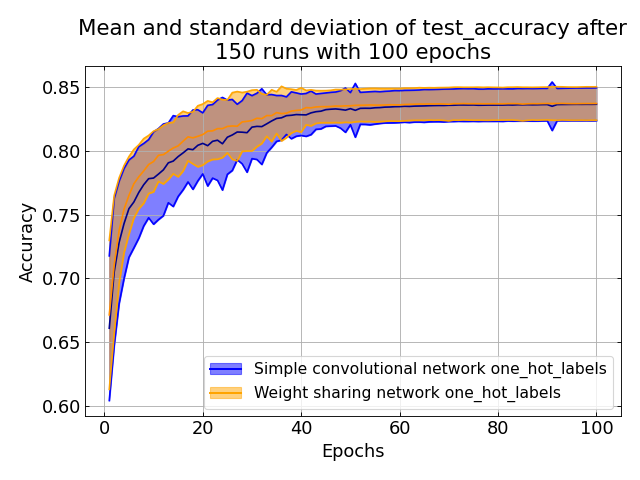 Mean and standard deviation of test_accuracy after
150 runs with 100 epochs
0.85
0.80
0.75
0.70
0.65
0.60
Accuracy
Simple convolutional network one_hot_labels
Weight sharing network one_hot_labels
0 20 40 60 80 100
Epochs